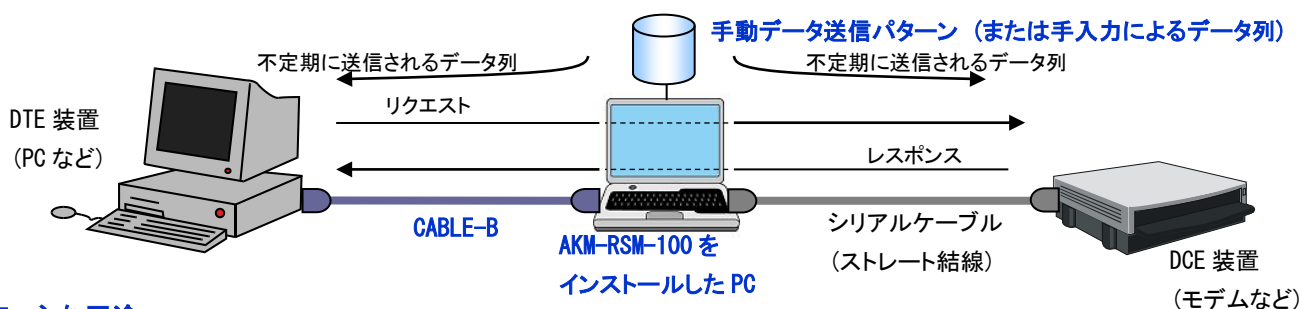 手動データ送信パターン（または手入力によるデータ列）
不定期に送信されるデータ列
不定期に送信されるデータ列
リクエスト
DTE 装置
（PC など）
レスポンス
CABLE-B
AKM-RSM-100 を
インストールした PC
シリアルケーブル
（ストレート結線）
DCE 装置
（モデムなど）